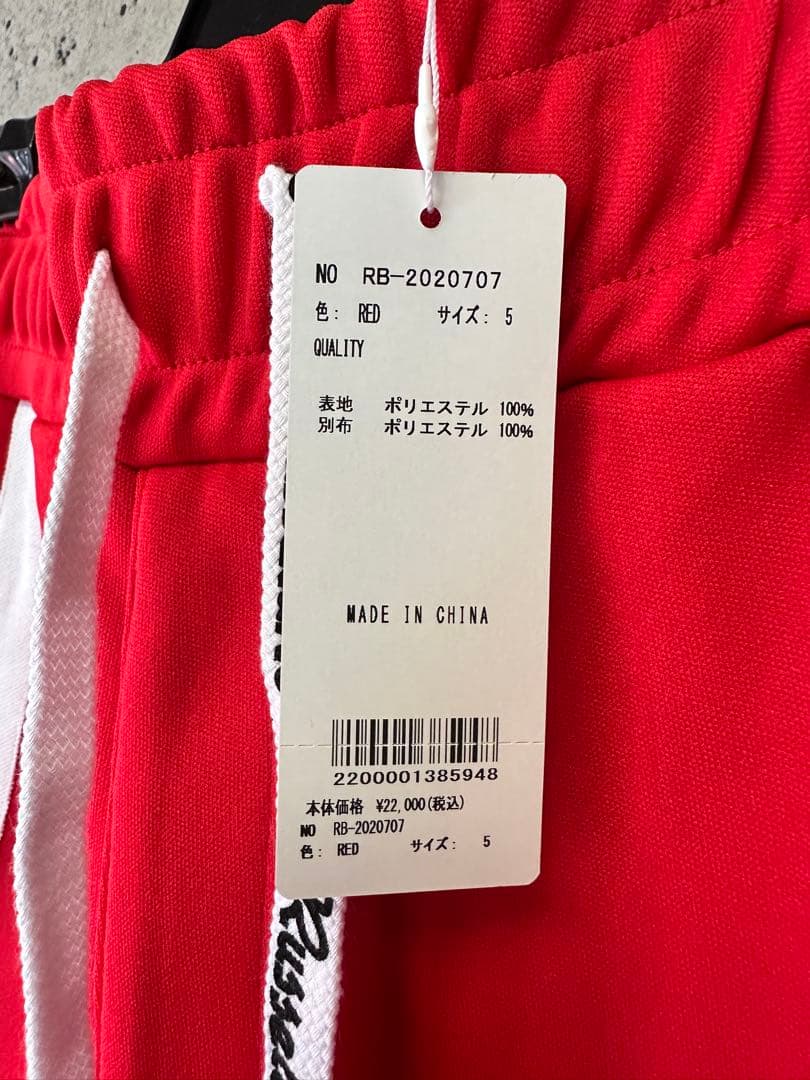 NO RB-2020707
色: RED サイズ: 5
QUALITY
表地 ポリエステル 100%
別布 ポリエステル 100%
MADE IN CHINA
2200001385948
本体価格 ¥22,000(税込)
NO RB-2020707
色: RED サイズ: 5